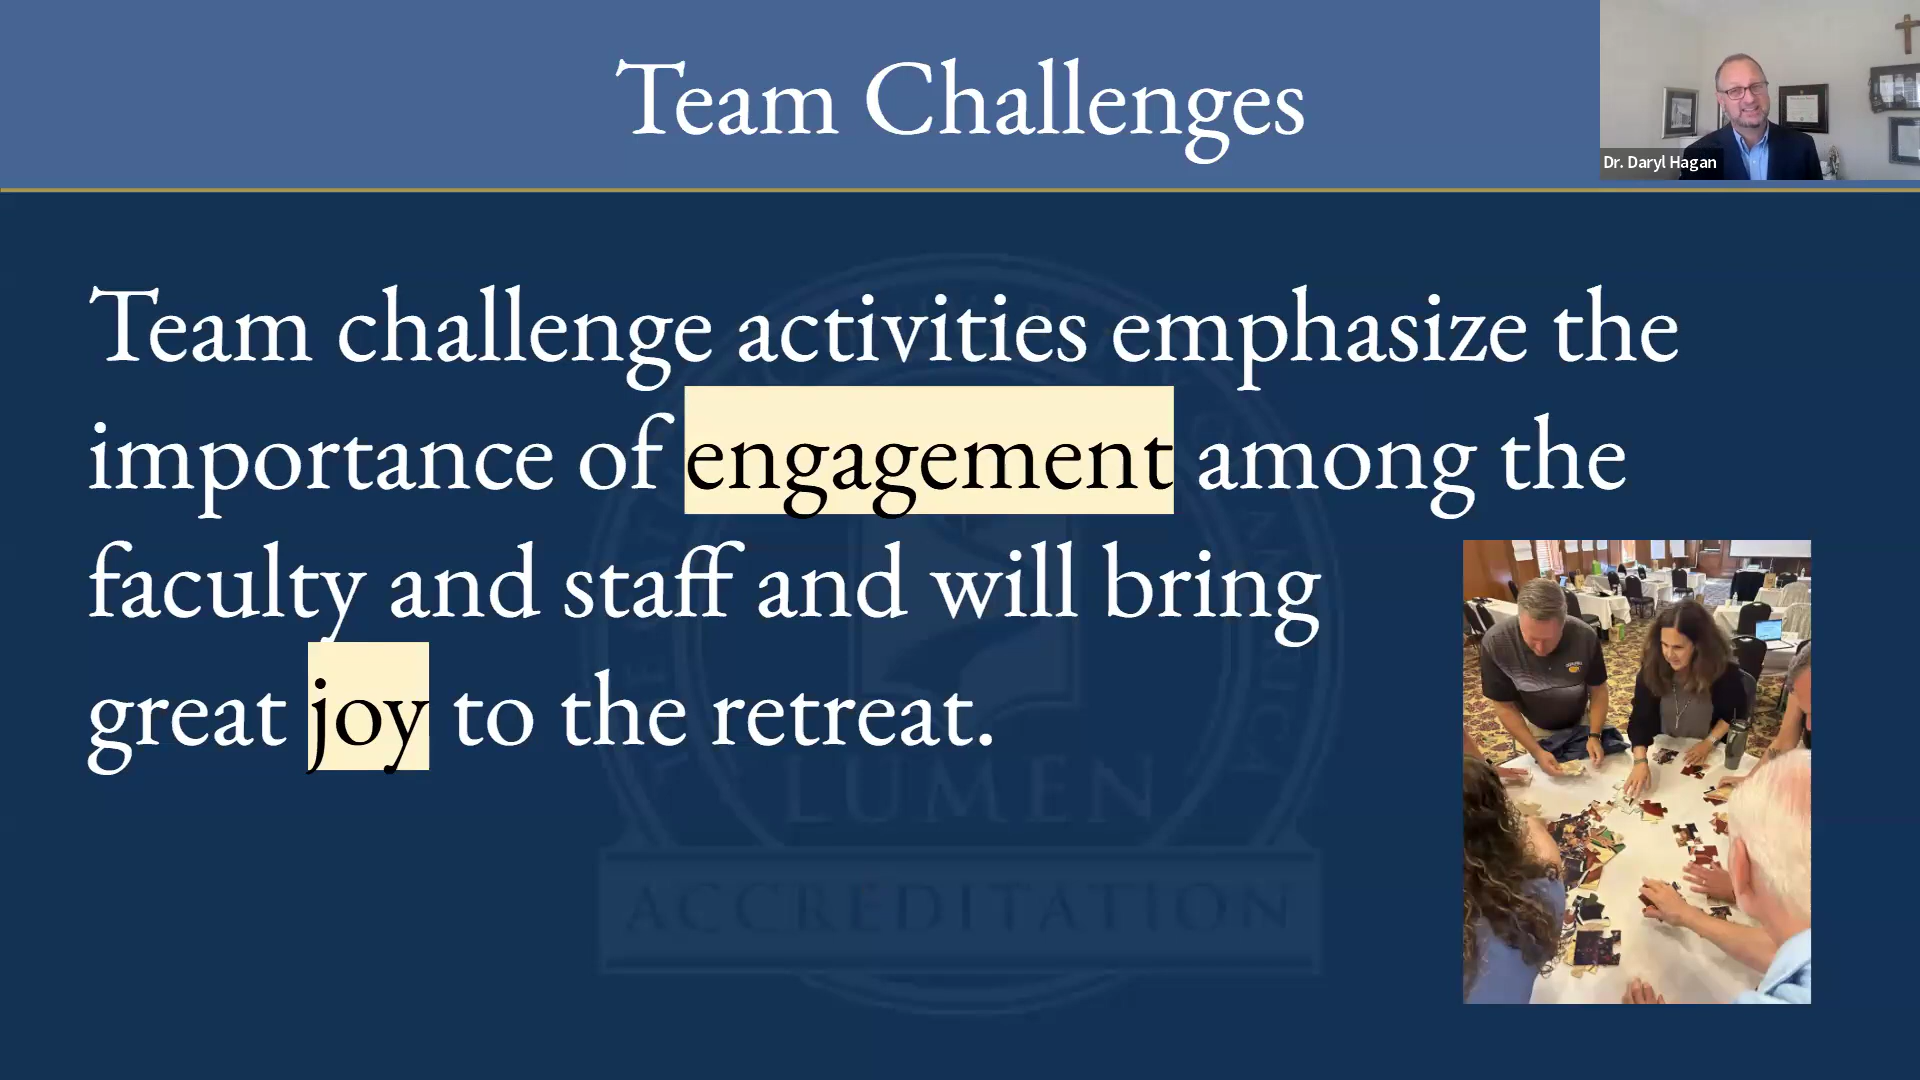 Team Challenges
Dr. Daryl Hagan
Team challenge activities emphasize the
importance of engagement among the
faculty and staff and will bring
great joy to the retreat.
LUMEN
ACCREDITATION